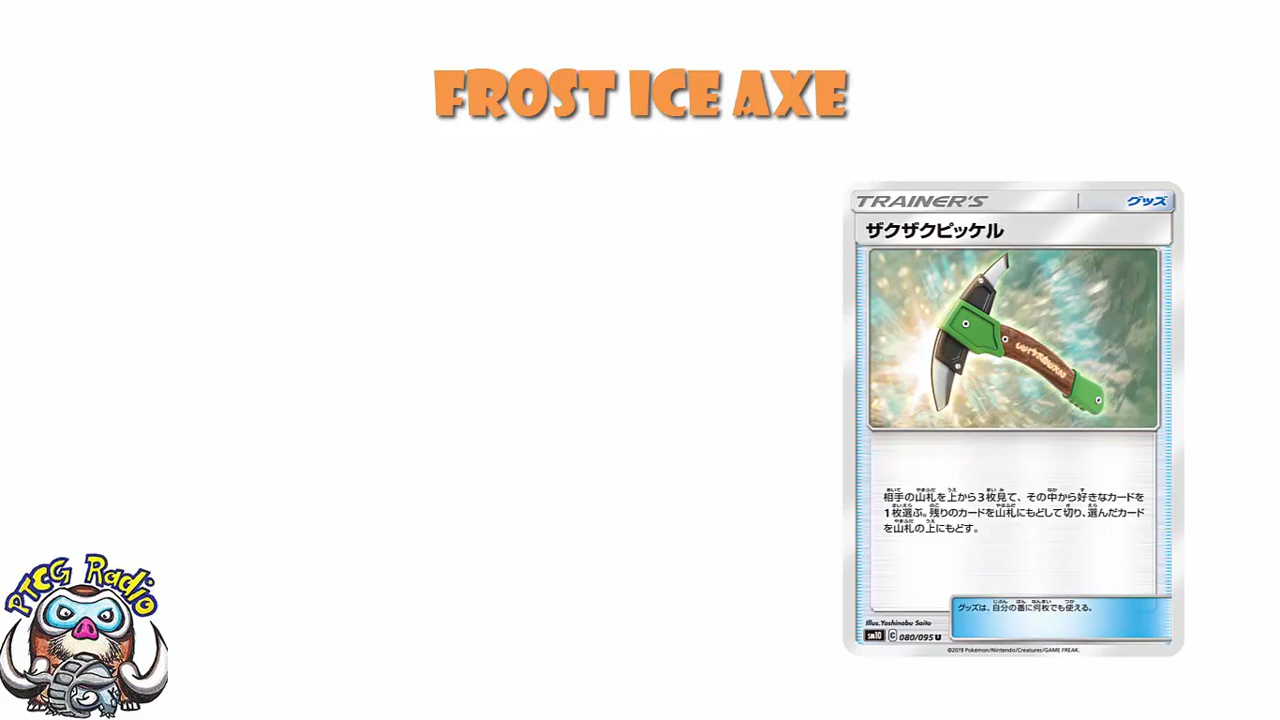 FROST ICE AXE
TRAINER'S
グッズ
ザクザクピッケル
相手の山札を上から3枚見て、その中から好きなカードを
1枚選ぶ。残りのカードを山札にもどして切り、選んだカード
を山札の上にもどす。
グッズは、自分の番に何枚でも使える。
Illus. Yoshinobu Saito
sm10 C 080/095 U
©2019 Pokémon/Nintendo/Creatures/GAME FREAK.
PTCG Radio